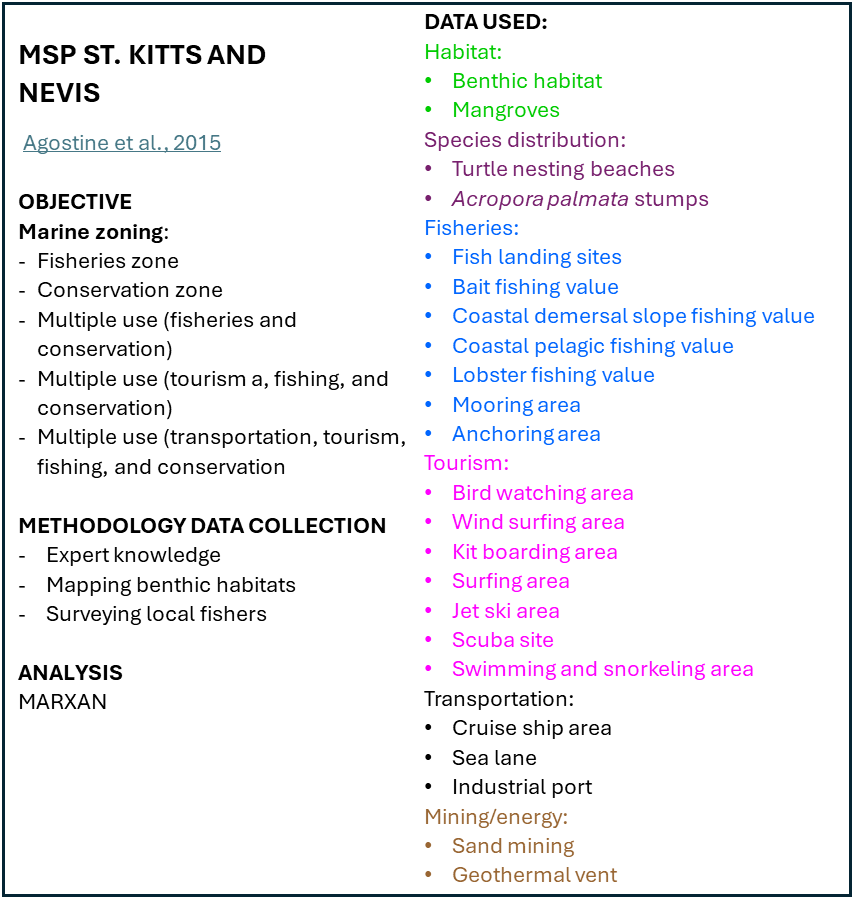 MSP ST. KITTS AND
NEVIS
Agostine et al., 2015
OBJECTIVE
Marine zoning:
- Fisheries zone
- Conservation zone
- Multiple use (fisheries and
conservation)
- Multiple use (tourism a, fishing, and
conservation)
- Multiple use (transportation, tourism,
fishing, and conservation
METHODOLOGY DATA COLLECTION
- Expert knowledge
- Mapping benthic habitats
- Surveying local fishers
ANALYSIS
MARXAN
DATA USED:
Habitat:
• Benthic habitat
• Mangroves
Species distribution:
• Turtle nesting beaches
• Acropora palmata stumps
Fisheries:
• Fish landing sites
• Bait fishing value
• Coastal demersal slope fishing value
• Coastal pelagic fishing value
• Lobster fishing value
• Mooring area
• Anchoring area
Tourism:
• Bird watching area
• Wind surfing area
• Kit boarding area
• Surfing area
• Jet ski area
• Scuba site
• Swimming and snorkeling area
Transportation:
• Cruise ship area
• Sea lane
• Industrial port
Mining/energy:
• Sand mining
• Geothermal vent